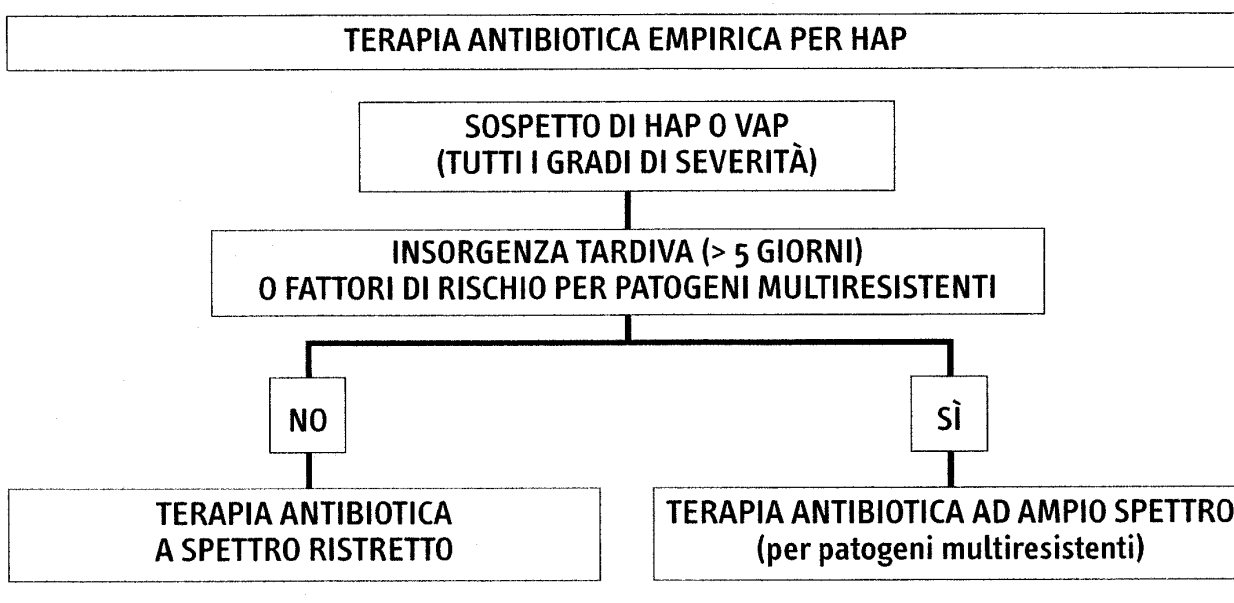 TERAPIA ANTIBIOTICA EMPIRICA PER HAP
SOSPETTO DI HAP O VAP
(TUTTI I GRADI DI SEVERITÀ)
INSORGENZA TARDIVA (> 5 GIORNI)
O FATTORI DI RISCHIO PER PATOGENI MULTIRESISTENTI
NO
SÌ
TERAPIA ANTIBIOTICA
A SPETTRO RISTRETTO
TERAPIA ANTIBIOTICA AD AMPIO SPETTRO
(per patogeni multiresistenti)